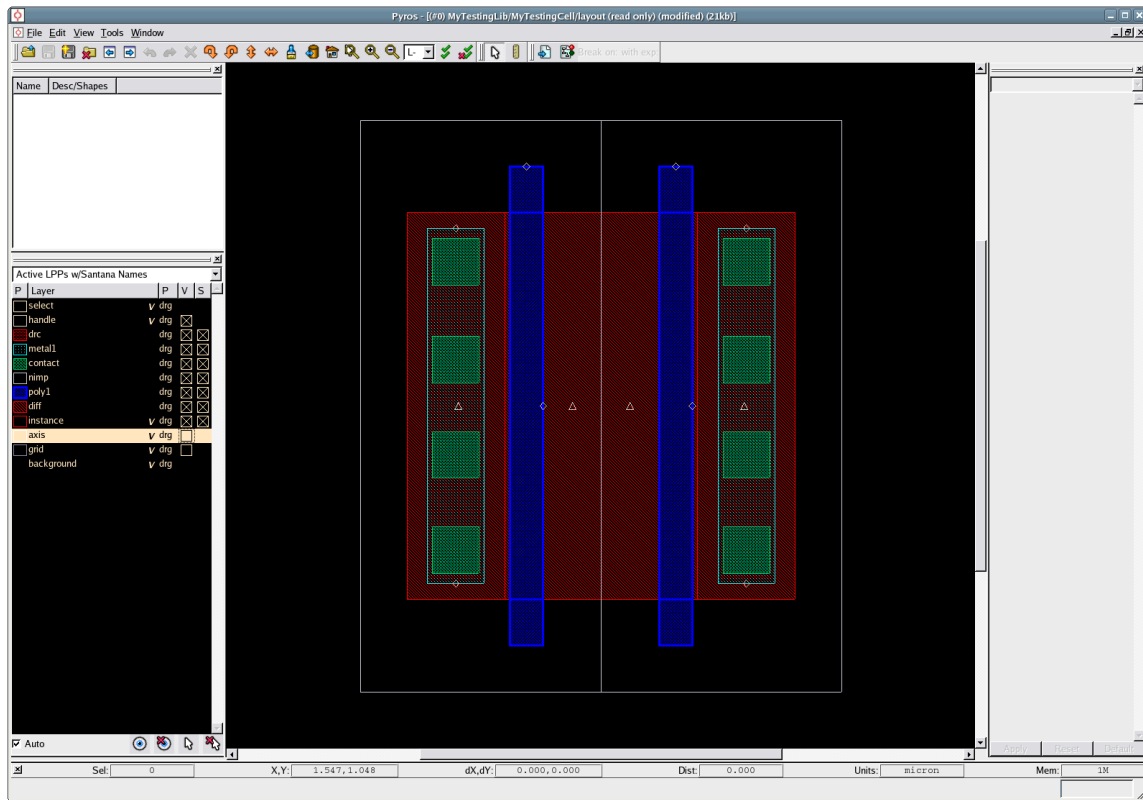 Pyros - [(#0) MyTestingLib/MyTestingCell/layout (read only) (modified) (21kb)]
File Edit View Tools Window
L- Break on: with exp:
Name Desc/Shapes
Active LPPs w/Santana Names
P Layer P V S
select v drg
handle v drg
drc drg
metal1 drg
contact drg
nimp drg
poly1 drg
diff drg
instance v drg
axis v drg
grid v drg
background v drg
Auto
Apply Reset Default
Sel: 0 X,Y: 1.547,1.048 dX,dY: 0.000,0.000 Dist: 0.000 Units: micron Mem: 1M